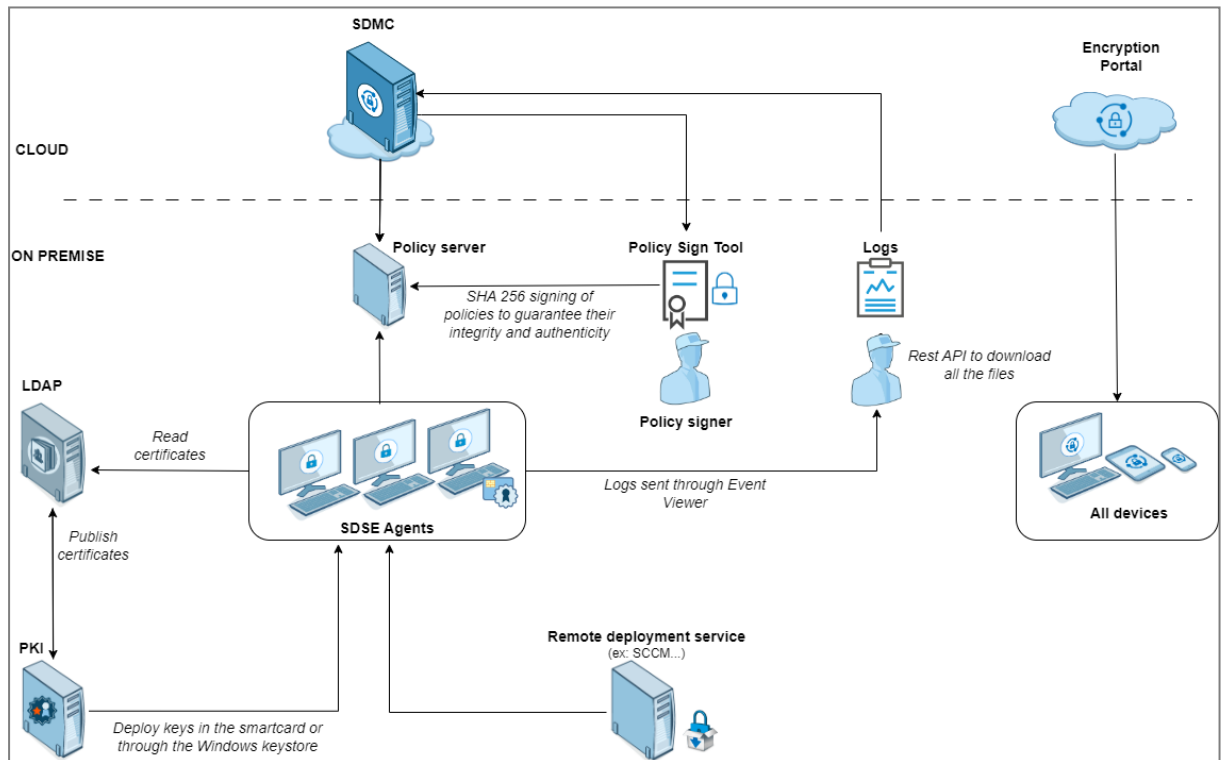 SDMC
Encryption
Portal
CLOUD
ON PREMISE
Policy server
Policy Sign Tool
Logs
SHA 256 signing of
policies to guarantee their
integrity and authenticity
Rest API to download
all the files
LDAP
Policy signer
Read
certificates
Logs sent through Event
Viewer
SDSE Agents
All devices
Publish
certificates
PKI
Remote deployment service
(ex: SCCM...)
Deploy keys in the smartcard or
through the Windows keystore